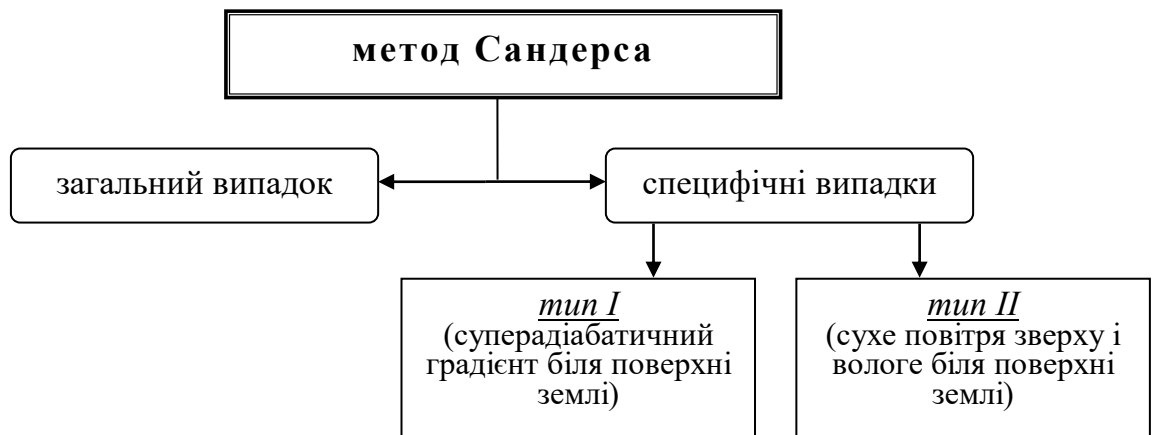 метод Сандерса
загальний випадок
специфічні випадки
тип I
(суперадіабатичний
градієнт біля поверхні
землі)
тип II
(сухе повітря зверху і
вологе біля поверхні
землі)